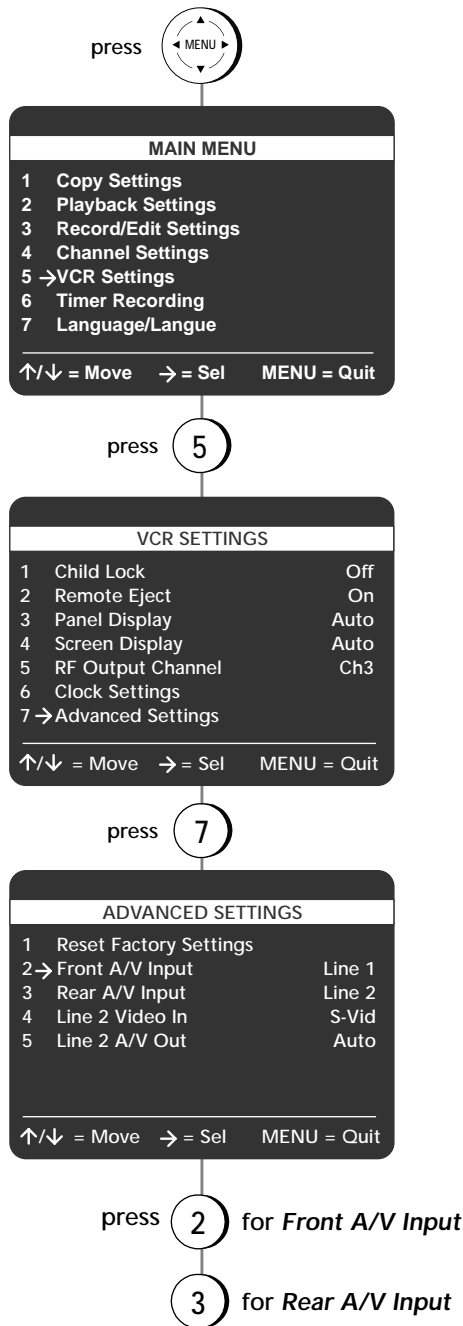 press MENU
MAIN MENU
1 Copy Settings
2 Playback Settings
3 Record/Edit Settings
4 Channel Settings
5 →VCR Settings
6 Timer Recording
7 Language/Langue
↑/↓ = Move → = Sel MENU = Quit
press 5
VCR SETTINGS
1 Child Lock Off
2 Remote Eject On
3 Panel Display Auto
4 Screen Display Auto
5 RF Output Channel Ch3
6 Clock Settings
7 →Advanced Settings
↑/↓ = Move → = Sel MENU = Quit
press 7
ADVANCED SETTINGS
1 Reset Factory Settings
2 → Front A/V Input Line 1
3 Rear A/V Input Line 2
4 Line 2 Video In S-Vid
5 Line 2 A/V Out Auto
↑/↓ = Move → = Sel MENU = Quit
press 2 for Front A/V Input
3 for Rear A/V Input